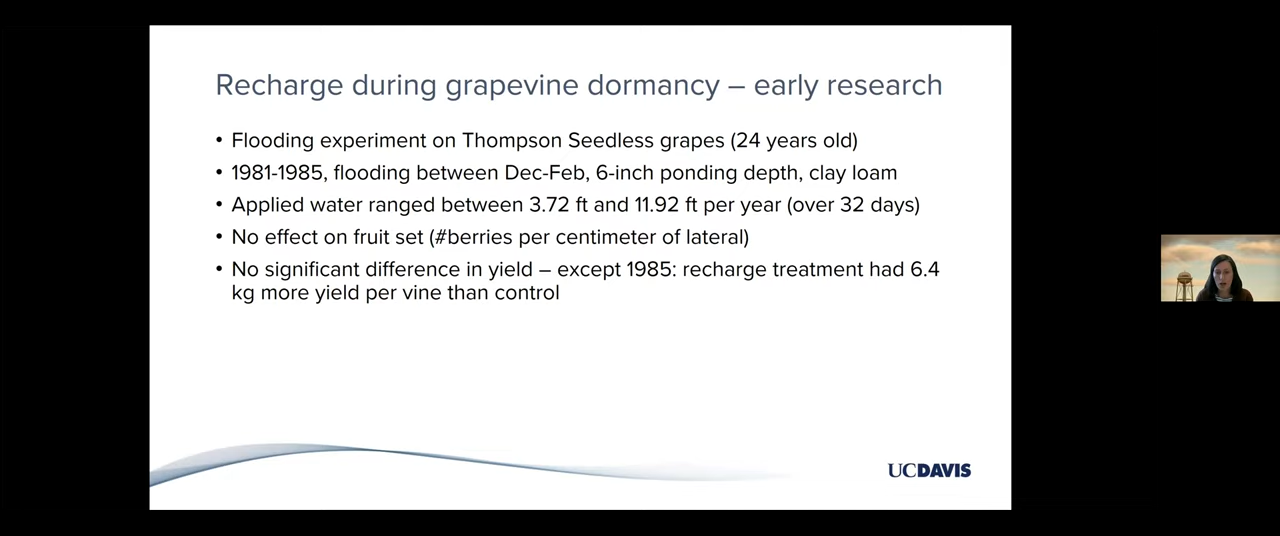 Recharge during grapevine dormancy – early research
• Flooding experiment on Thompson Seedless grapes (24 years old)
• 1981-1985, flooding between Dec-Feb, 6-inch ponding depth, clay loam
• Applied water ranged between 3.72 ft and 11.92 ft per year (over 32 days)
• No effect on fruit set (#berries per centimeter of lateral)
• No significant difference in yield – except 1985: recharge treatment had 6.4
kg more yield per vine than control
UCDAVIS